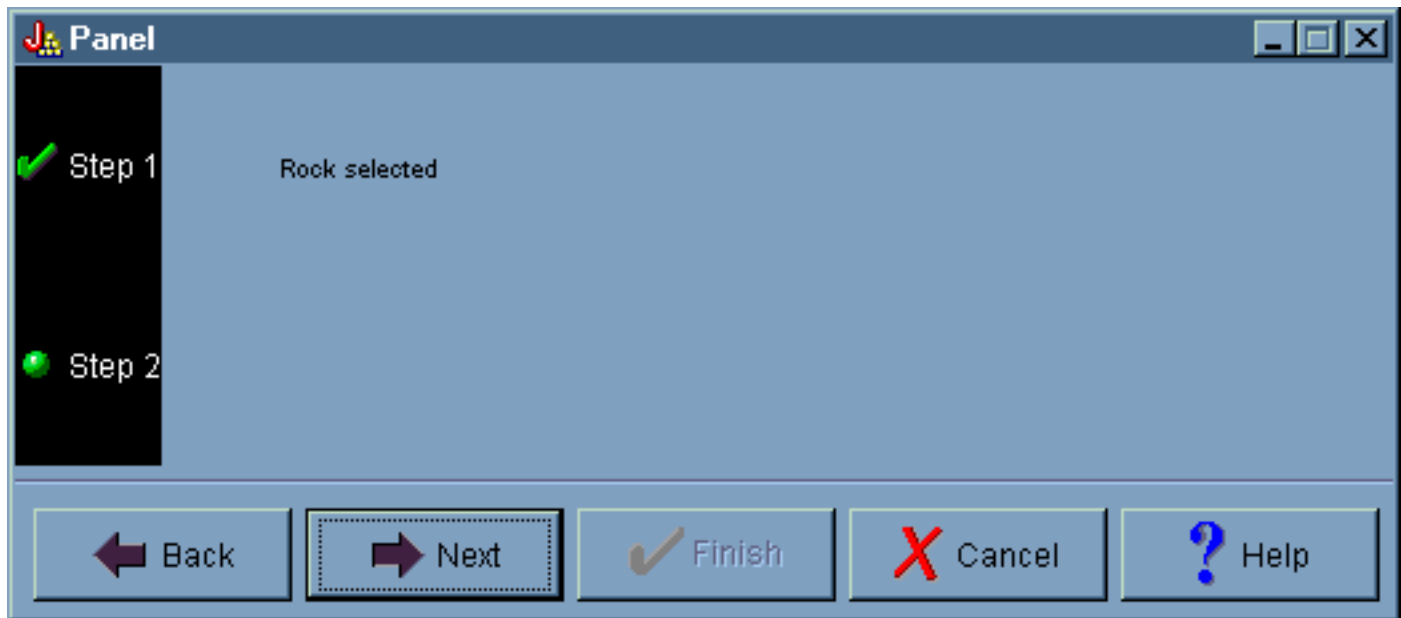 Panel
Step 1
Rock selected
Step 2
Back
Next
Finish
Cancel
Help